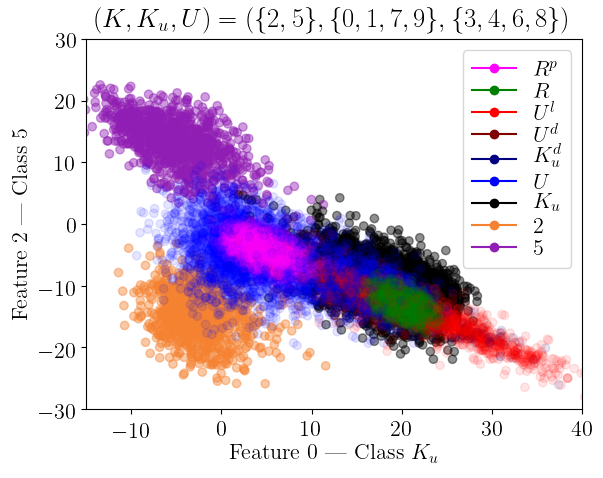 (K, K_u, U) = ({2, 5}, {0, 1, 7, 9}, {3, 4, 6, 8})
30
20
10
0
−10
−20
−30
Feature 2 — Class 5
R^p
R
U^l
U^d
K_u^d
U
K_u
2
5
−10
0
10
20
30
40
Feature 0 — Class K_u